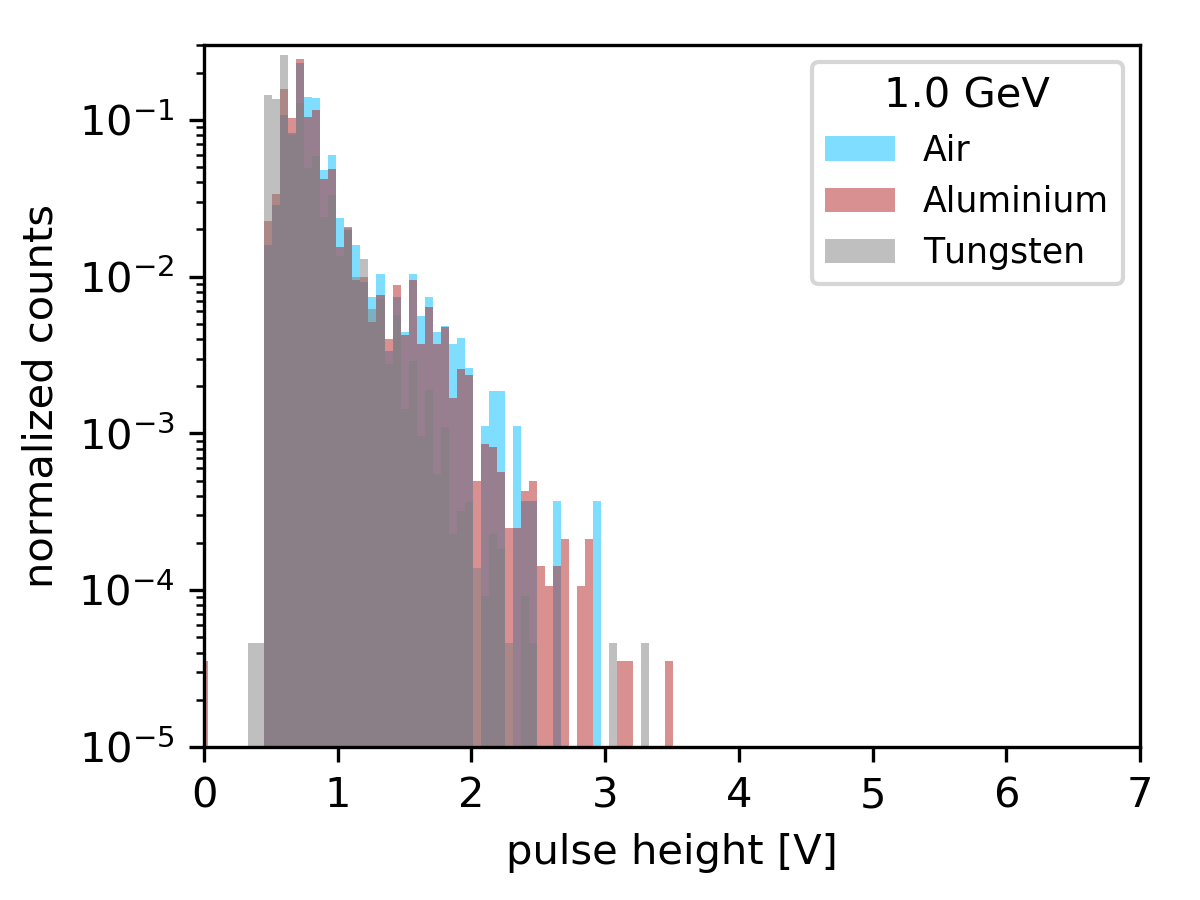 1.0 GeV
Air
Aluminium
Tungsten
normalized counts
10⁻¹
10⁻²
10⁻³
10⁻⁴
10⁻⁵
0 1 2 3 4 5 6 7
pulse height [V]